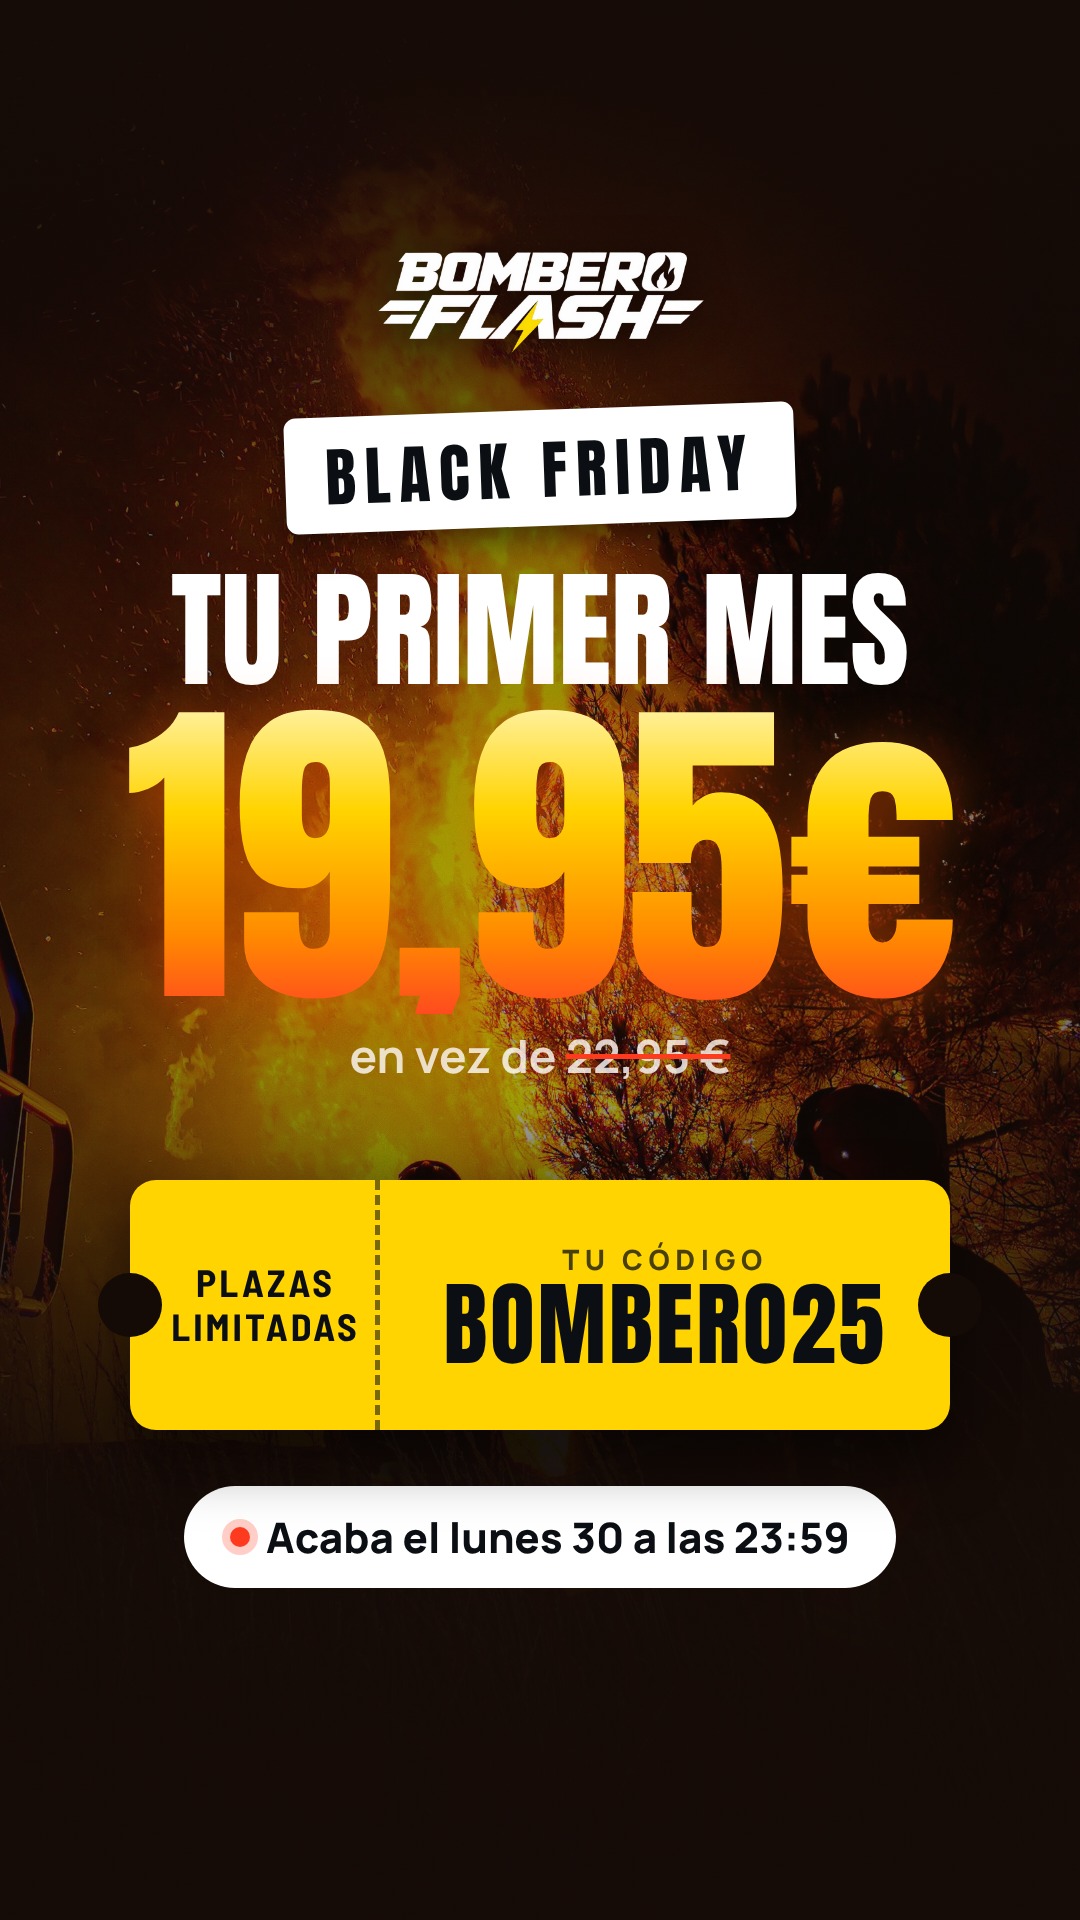 BOMBERO
FLASH
BLACK FRIDAY
TU PRIMER MES
19,95€
en vez de 22,95 €
PLAZAS
LIMITADAS
TU CÓDIGO
BOMBERO25
Acaba el lunes 30 a las 23:59